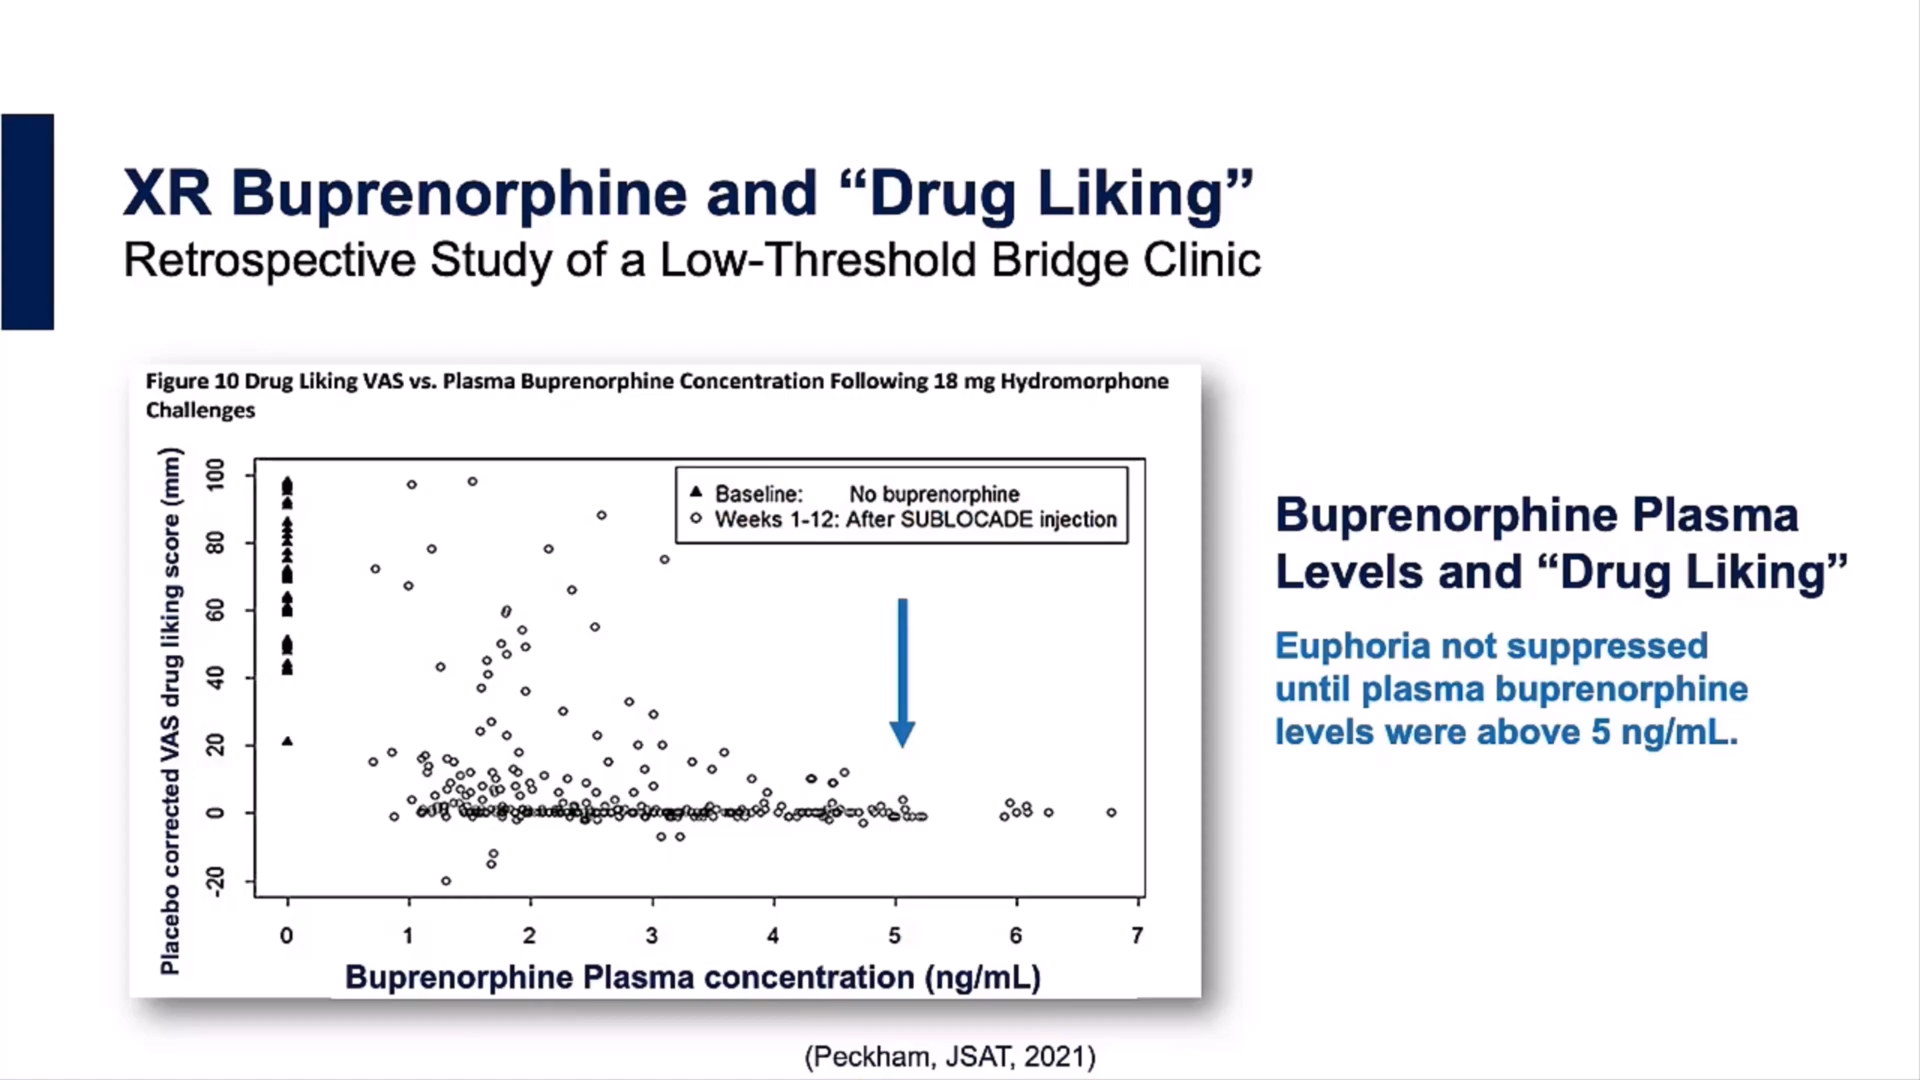 XR Buprenorphine and “Drug Liking”
Retrospective Study of a Low-Threshold Bridge Clinic
Figure 10 Drug Liking VAS vs. Plasma Buprenorphine Concentration Following 18 mg Hydromorphone
Challenges
Placebo corrected VAS drug liking score (mm)
100
80
60
40
20
0
-20
▲ Baseline: No buprenorphine
○ Weeks 1-12: After SUBLOCADE injection
0 1 2 3 4 5 6 7
Buprenorphine Plasma concentration (ng/mL)
Buprenorphine Plasma
Levels and “Drug Liking”
Euphoria not suppressed
until plasma buprenorphine
levels were above 5 ng/mL.
(Peckham, JSAT, 2021)